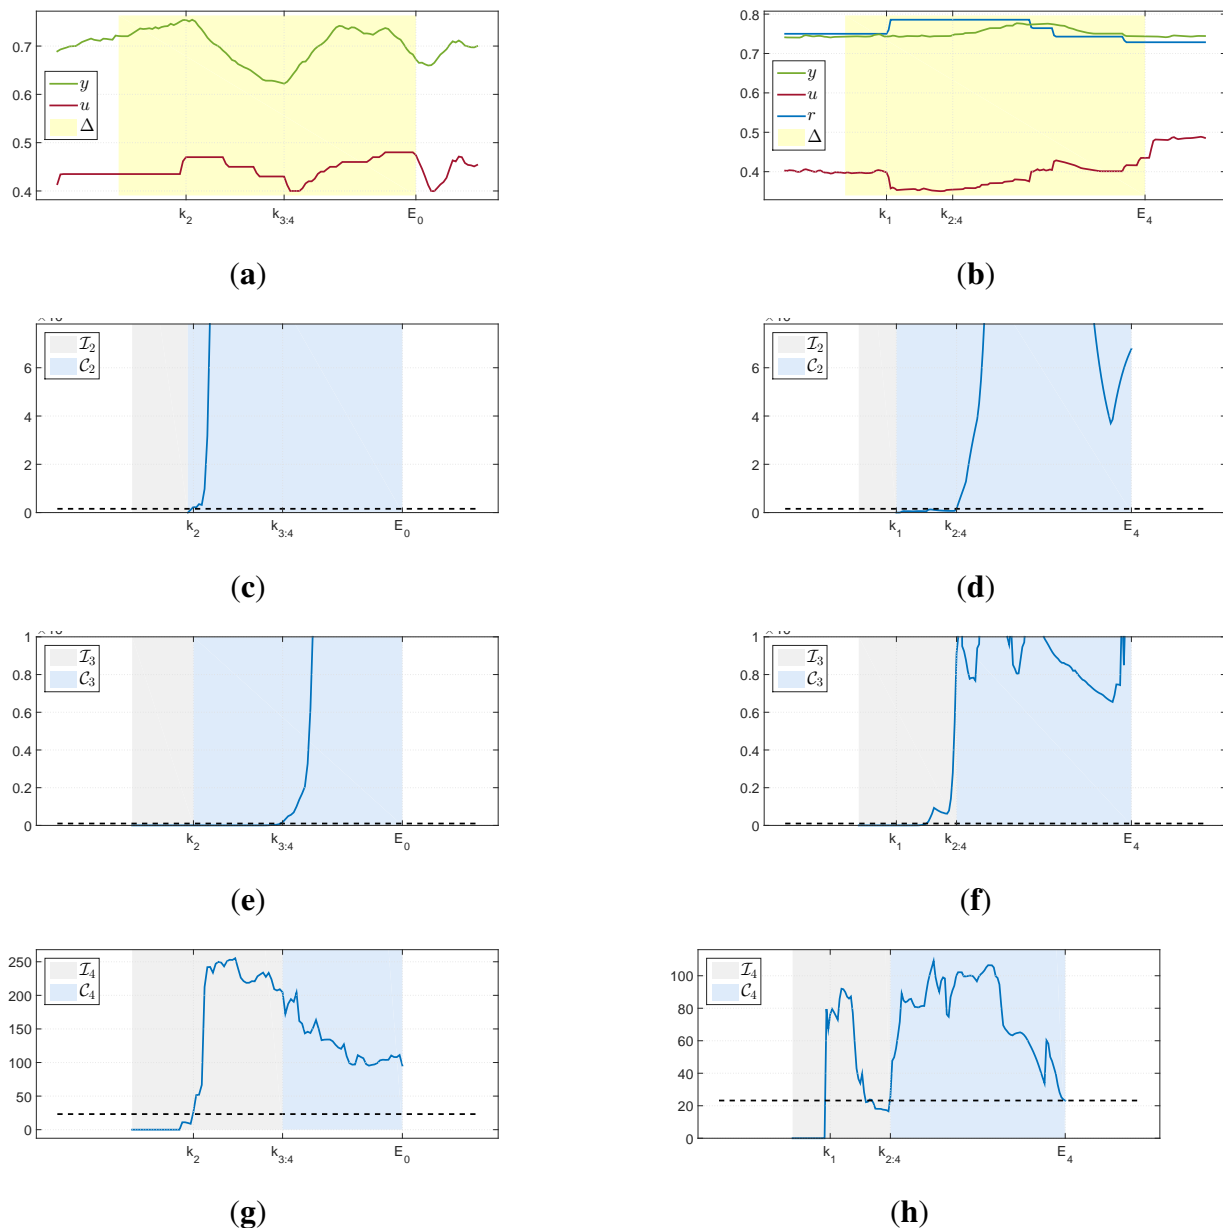 0.7
0.6
0.5
0.4
y
u
Δ
k2
k3:4
E0
(a)
0.8
0.7
0.6
0.5
0.4
y
u
r
Δ
k1
k2:4
E4
(b)
6
4
2
0
I2
C2
k2
k3:4
E0
(c)
6
4
2
0
I2
C2
k1
k2:4
E4
(d)
1
0.8
0.6
0.4
0.2
0
I3
C3
k2
k3:4
E0
(e)
1
0.8
0.6
0.4
0.2
0
I3
C3
k1
k2:4
E4
(f)
250
200
150
100
50
0
I4
C4
k2
k3:4
E0
(g)
100
80
60
40
20
0
I4
C4
k1
k2:4
E4
(h)